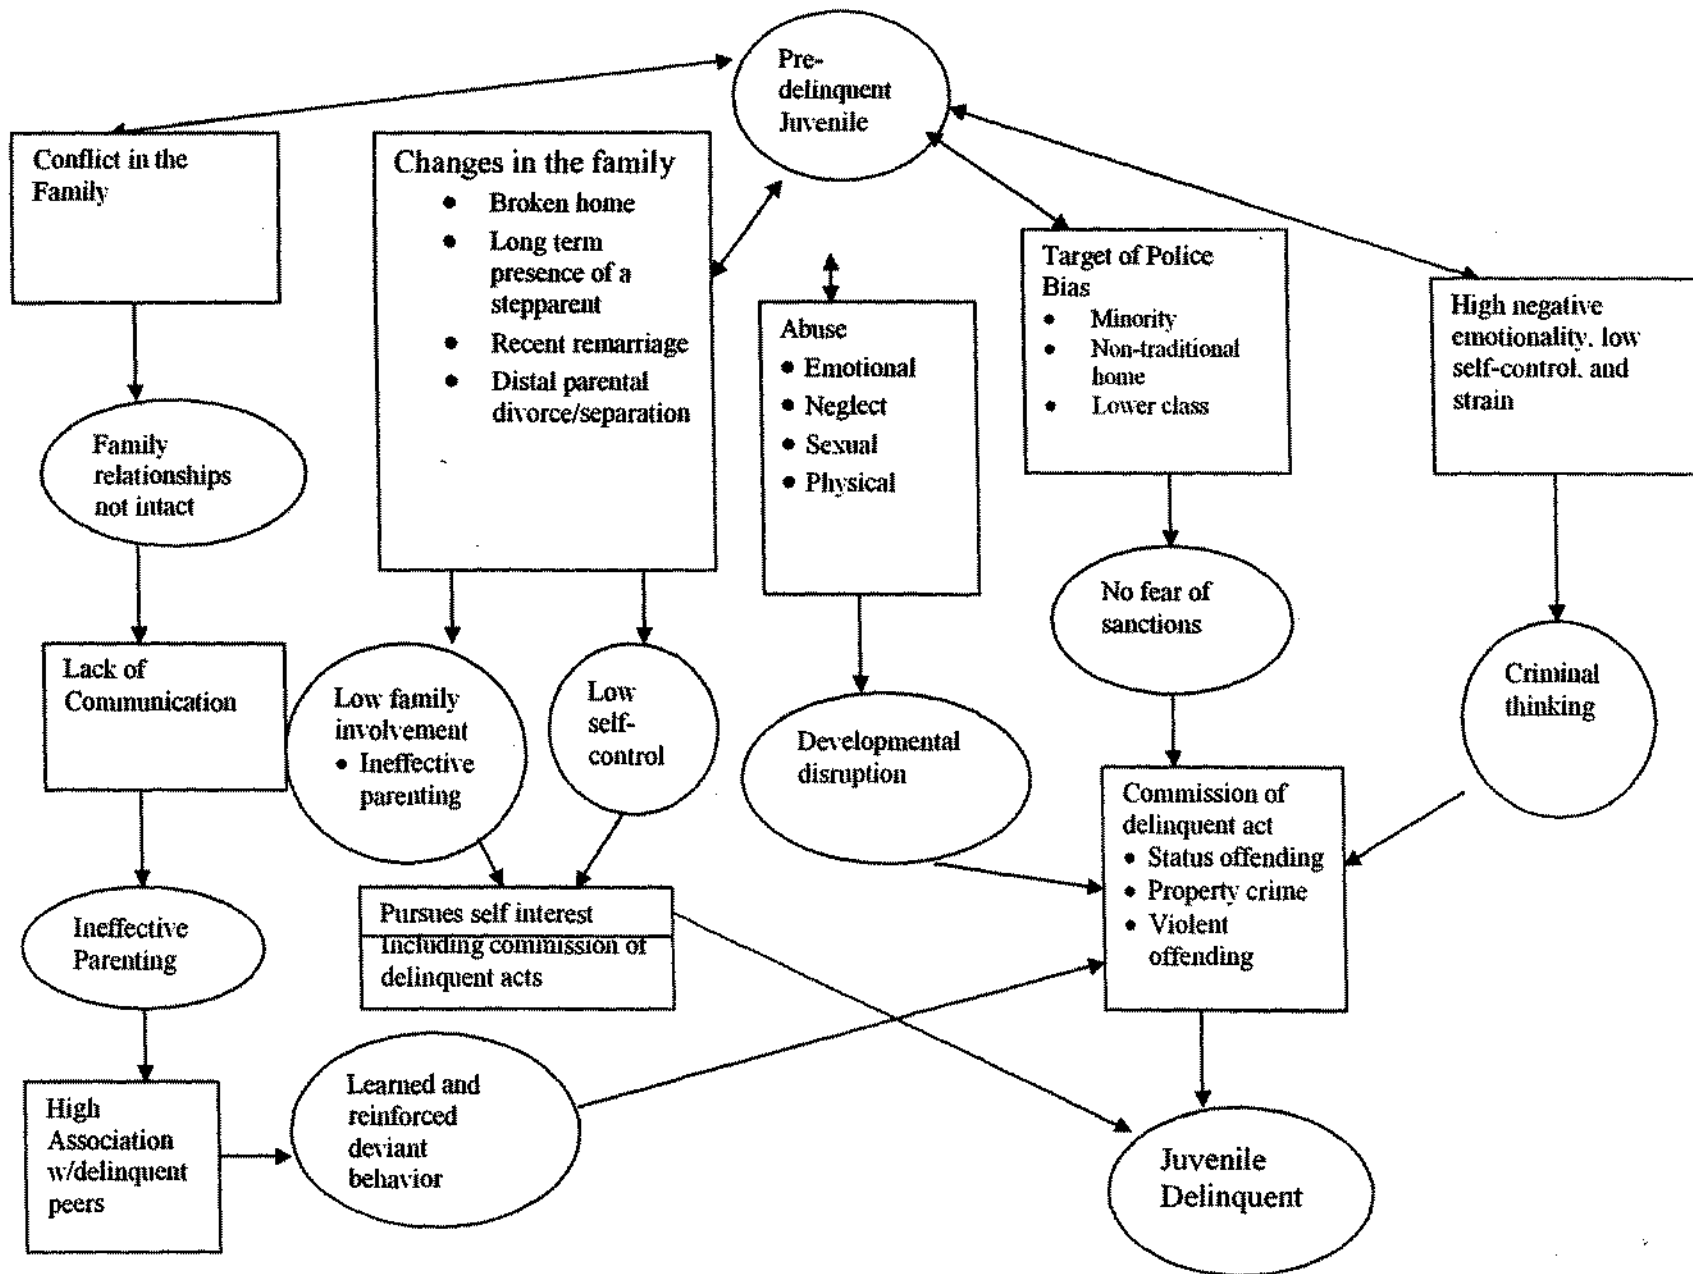 Pre-
delinquent
Juvenile
Conflict in the
Family
Changes in the family
● Broken home
● Long term
presence of a
stepparent
● Recent remarriage
● Distal parental
divorce/separation
Abuse
● Emotional
● Neglect
● Sexual
● Physical
Target of Police
Bias
● Minority
● Non-traditional
home
● Lower class
High negative
emotionality, low
self-control, and
strain
Family
relationships
not intact
No fear of
sanctions
Lack of
Communication
Low family
involvement
● Ineffective
parenting
Low
self-
control
Developmental
disruption
Criminal
thinking
Commission of
delinquent act
● Status offending
● Property crime
● Violent
offending
Ineffective
Parenting
Pursues self interest
Including commission of
delinquent acts
High
Association
w/delinquent
peers
Learned and
reinforced
deviant
behavior
Juvenile
Delinquent